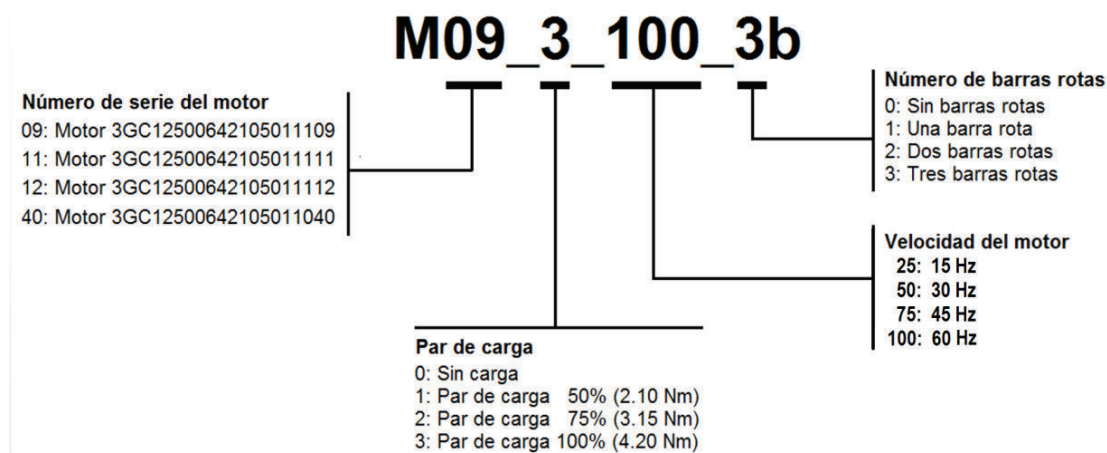 M09_3_100_3b
Número de serie del motor
09: Motor 3GC12500642105011109
11: Motor 3GC12500642105011111
12: Motor 3GC12500642105011112
40: Motor 3GC12500642105011040
Número de barras rotas
0: Sin barras rotas
1: Una barra rota
2: Dos barras rotas
3: Tres barras rotas
Velocidad del motor
25: 15 Hz
50: 30 Hz
75: 45 Hz
100: 60 Hz
Par de carga
0: Sin carga
1: Par de carga 50% (2.10 Nm)
2: Par de carga 75% (3.15 Nm)
3: Par de carga 100% (4.20 Nm)